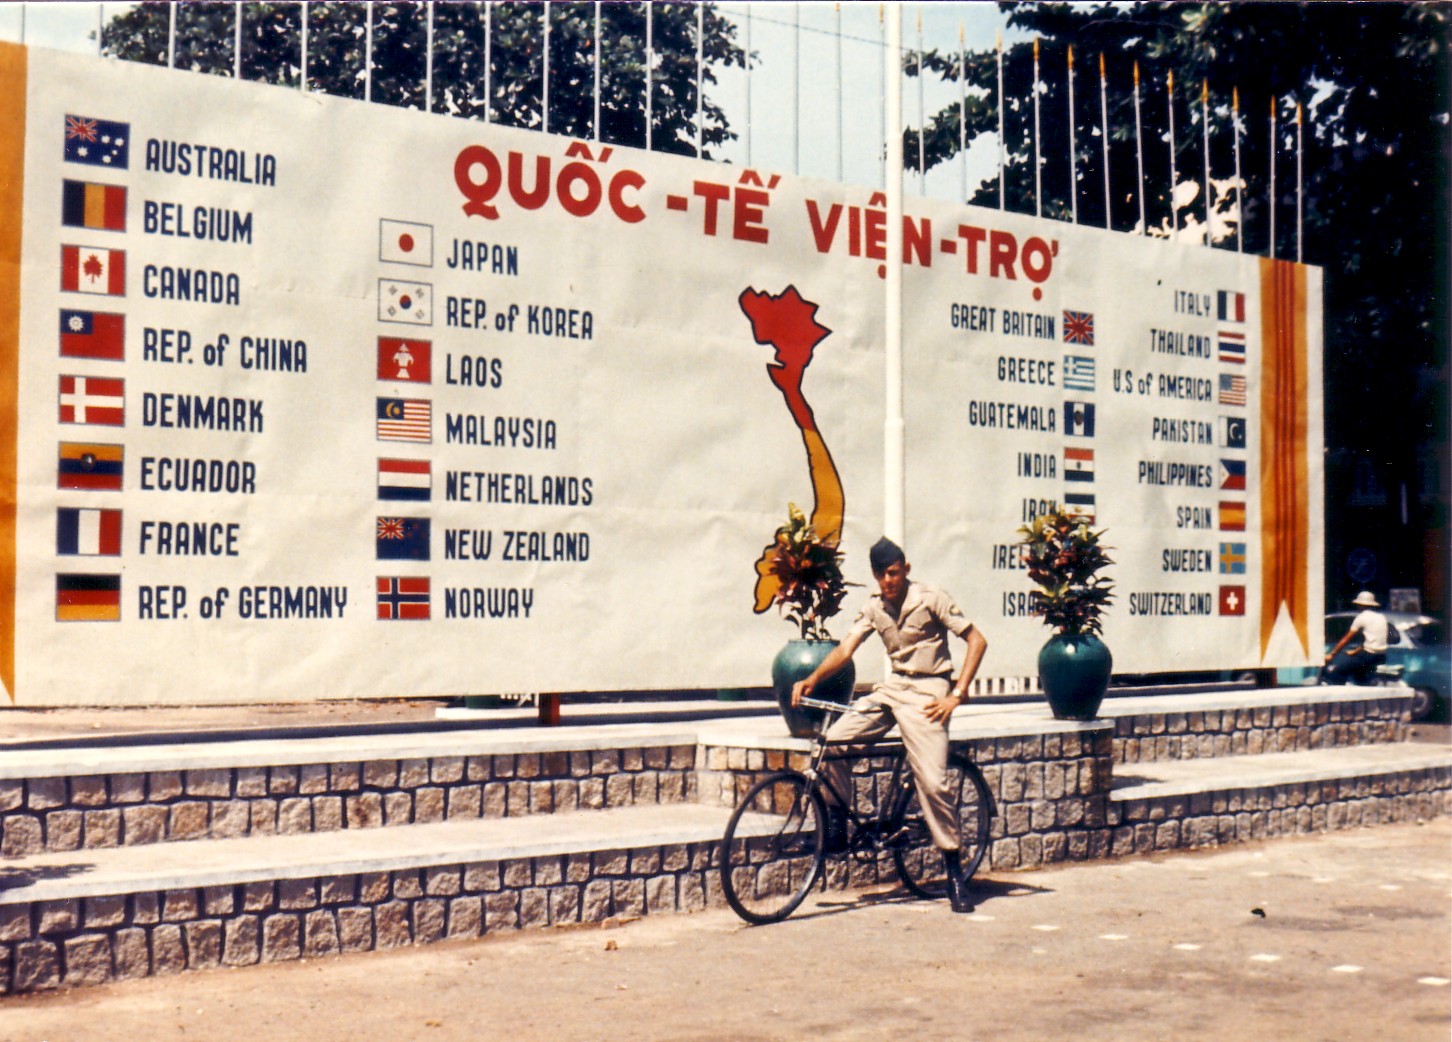 QUỐC-TẾ VIỆN-TRỢ
AUSTRALIA
BELGIUM
CANADA
REP. of CHINA
DENMARK
ECUADOR
FRANCE
REP. of GERMANY
JAPAN
REP. of KOREA
LAOS
MALAYSIA
NETHERLANDS
NEW ZEALAND
NORWAY
GREAT BRITAIN
GREECE
GUATEMALA
INDIA
ITALY
THAILAND
U.S of AMERICA
PAKISTAN
PHILIPPINES
SPAIN
SWEDEN
SWITZERLAND